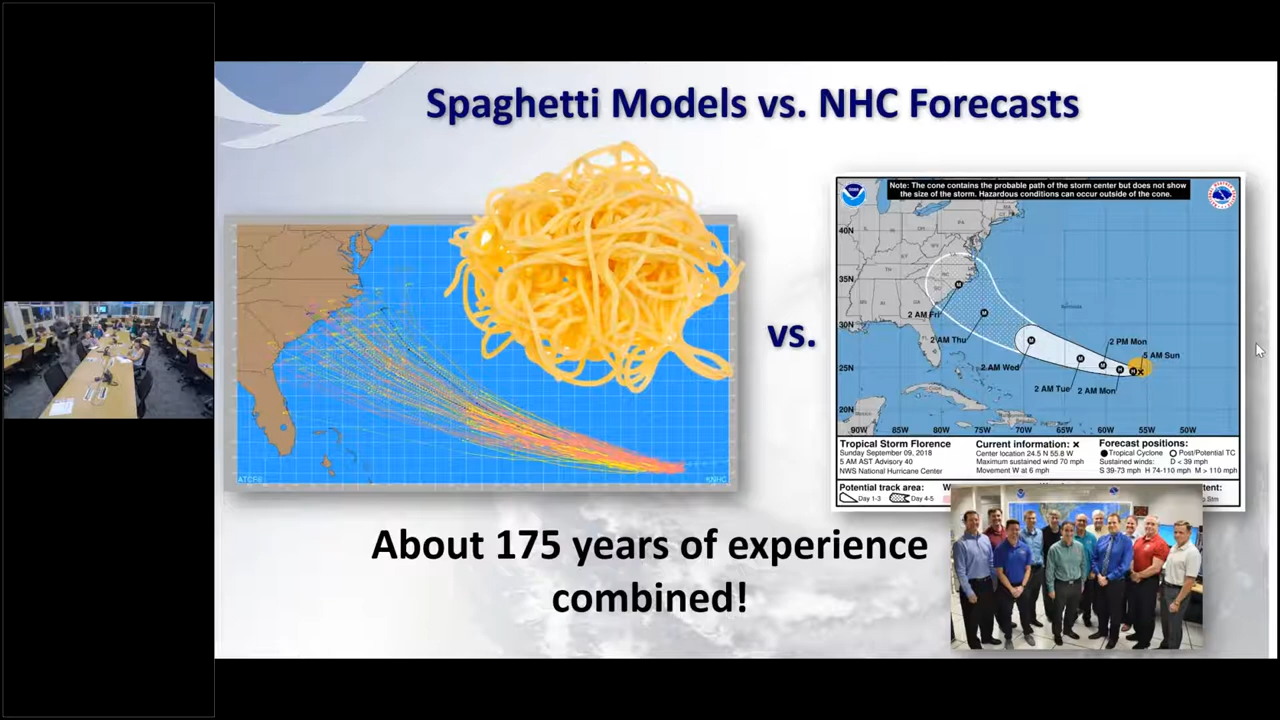 Spaghetti Models vs. NHC Forecasts
vs.
Note: The cone contains the probable path of the storm center but does not show
the size of the storm. Hazardous conditions can occur outside of the cone.
40N
35N
30N
25N
20N
90W 85W 80W 75W 70W 65W 60W 55W 50W
Bermuda
Mexico
2 AM Fri
2 AM Thu
2 AM Wed
2 AM Tue
2 AM Mon
2 PM Mon
5 AM Sun
M
M
M
M
H
H
H
Tropical Storm Florence
Sunday September 09, 2018
5 AM AST Advisory 40
NWS National Hurricane Center
Current information: x
Center location 24.5 N 55.8 W
Maximum sustained wind 70 mph
Movement W at 6 mph
Forecast positions:
Tropical Cyclone Post/Potential TC
Sustained winds: D < 39 mph
S 39-73 mph H 74-110 mph M > 110 mph
Potential track area:
Day 1-3 Day 4-5
W
tent:
ATCF®
NHC
About 175 years of experience
combined!